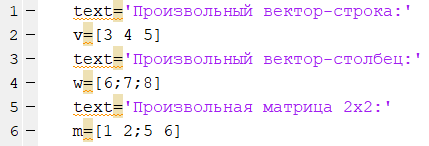 1 — text='Произвольный вектор-строка:'
2 — v=[3 4 5]
3 — text='Произвольный вектор-столбец:'
4 — w=[6;7;8]
5 — text='Произвольная матрица 2x2:'
6 — m=[1 2;5 6]